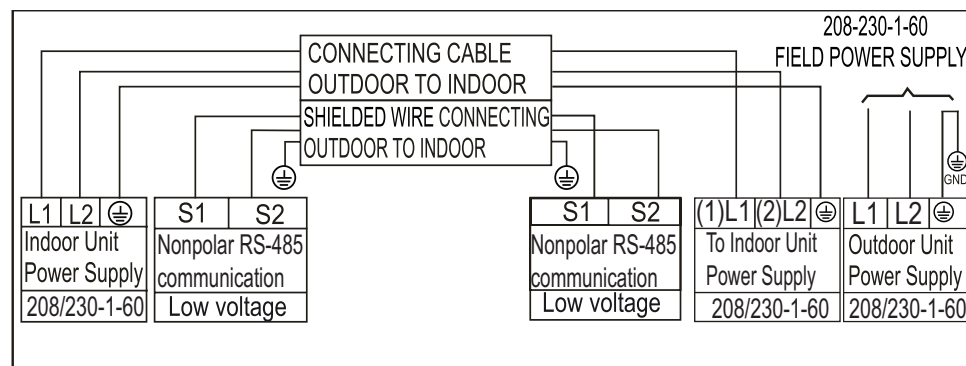 208-230-1-60
FIELD POWER SUPPLY
CONNECTING CABLE
OUTDOOR TO INDOOR
SHIELDED WIRE CONNECTING
OUTDOOR TO INDOOR
GND
L1 L2
Indoor Unit
Power Supply
208/230-1-60
S1 S2
Nonpolar RS-485
communication
Low voltage
S1 S2
Nonpolar RS-485
communication
Low voltage
(1)L1 (2)L2
To Indoor Unit
Power Supply
208/230-1-60
L1 L2
Outdoor Unit
Power Supply
208/230-1-60